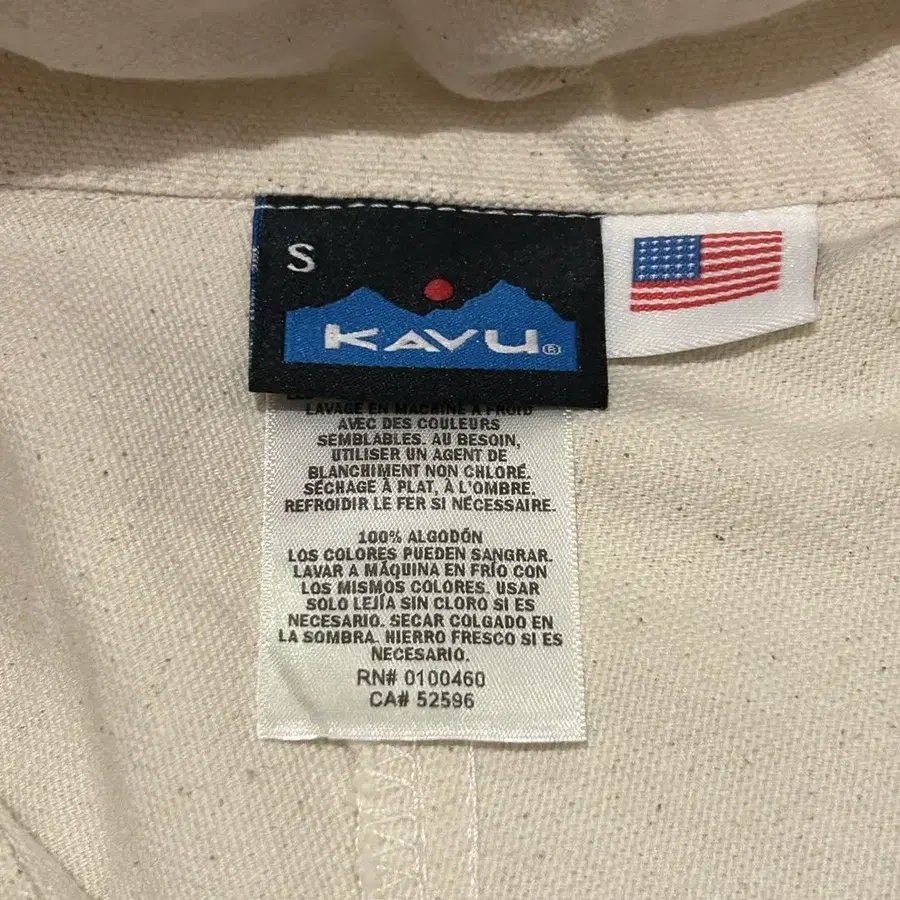 S
KAVU®
LAVAGE EN MACHINE À FROID
AVEC DES COULEURS
SEMBLABLES. AU BESOIN,
UTILISER UN AGENT DE
BLANCHIMENT NON CHLORÉ.
SÉCHAGE À PLAT, À L'OMBRE.
REFROIDIR LE FER SI NÉCESSAIRE.
100% ALGODÓN
LOS COLORES PUEDEN SANGRAR.
LAVAR A MÁQUINA EN FRÍO CON
LOS MISMOS COLORES. USAR
SOLO LEJÍA SIN CLORO SI ES
NECESARIO. SECAR COLGADO EN
LA SOMBRA. HIERRO FRESCO SI ES
NECESARIO.
RN# 0100460
CA# 52596